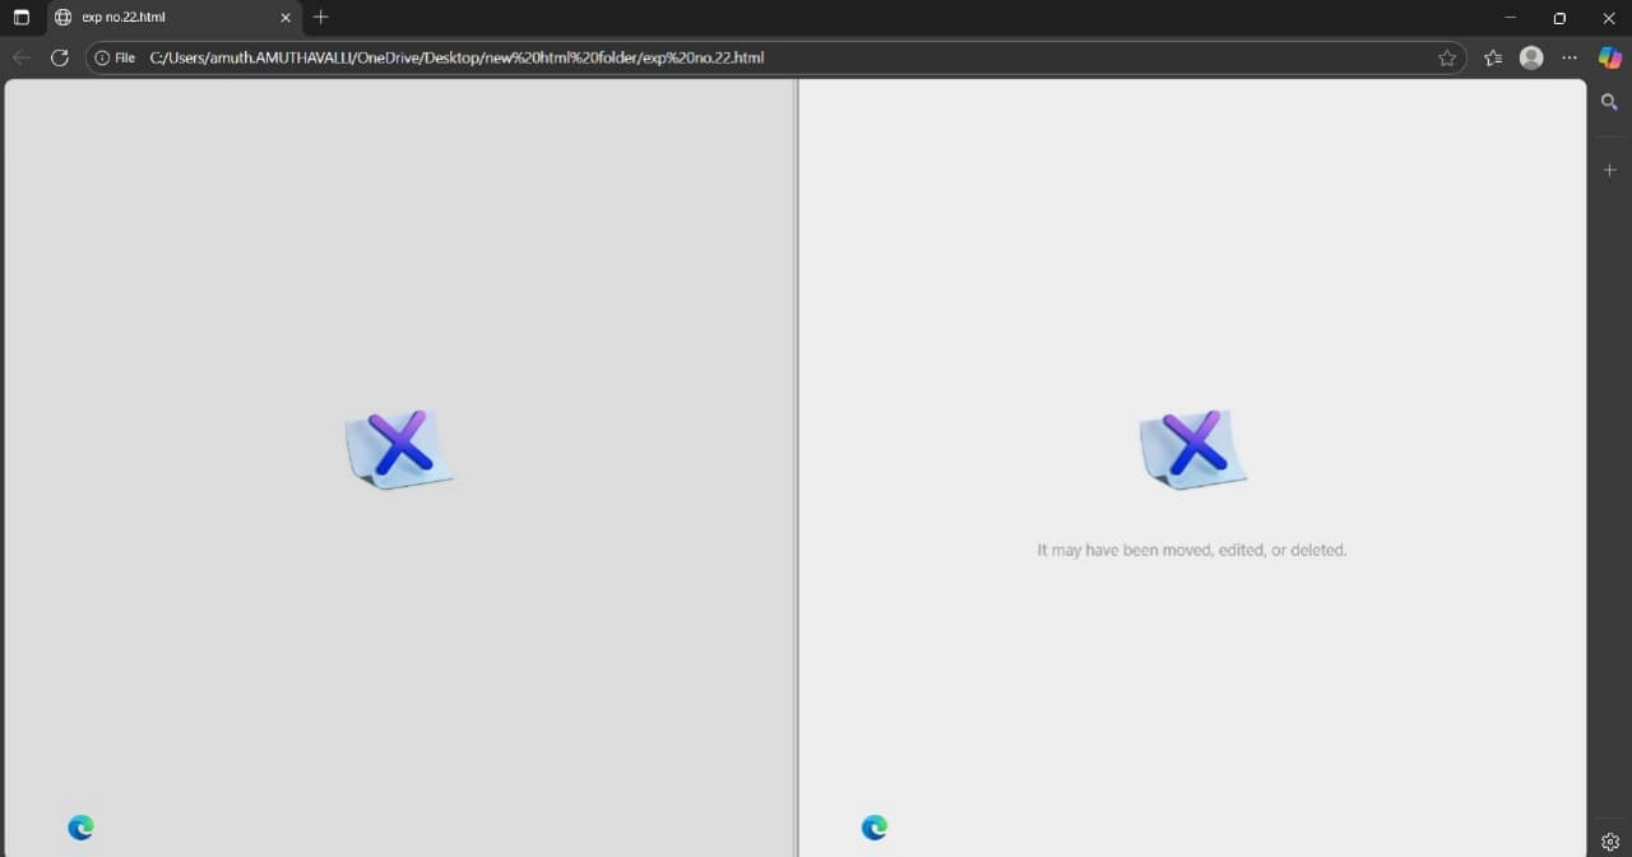 exp no.22.html
File C:/Users/amuth.AMUTHAVALLI/OneDrive/Desktop/new%20html%20folder/exp%20no.22.html
It may have been moved, edited, or deleted.